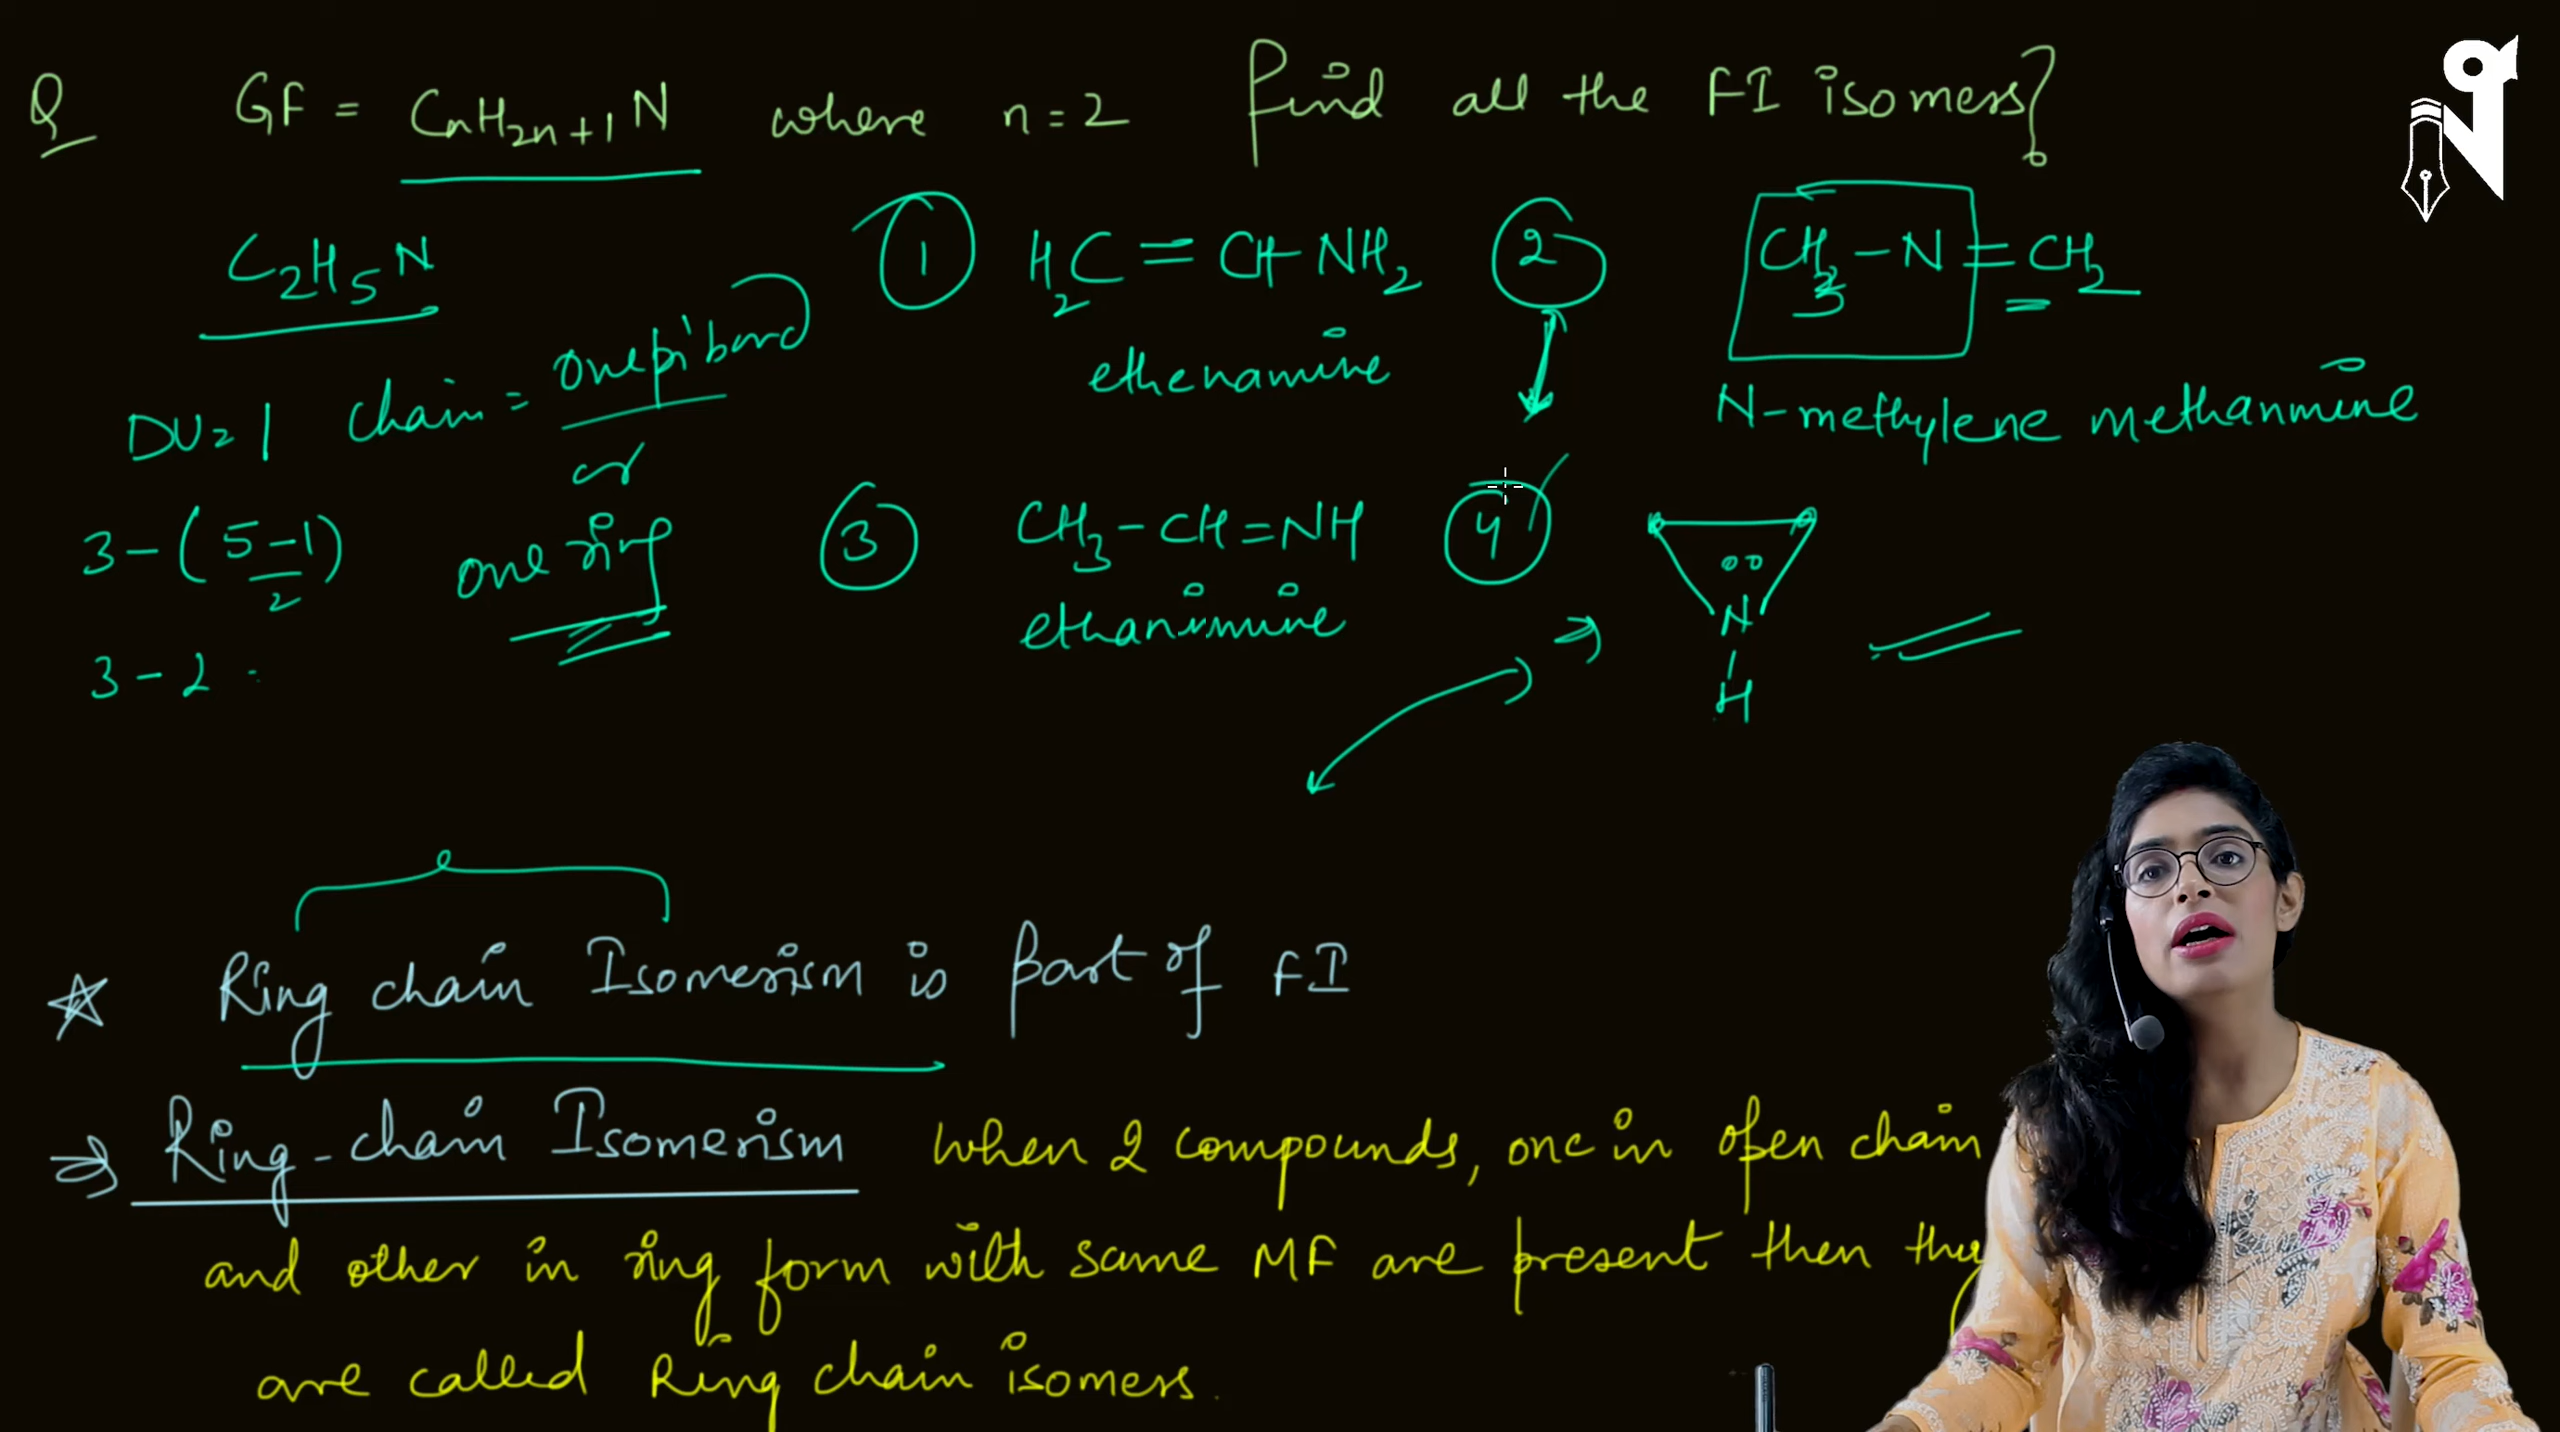 Q GF = CnH2n+1 N where n=2 find all the FI isomers?
C2H5N
① H2C = CH-NH2 ② CH3-N=CH2
ethenamine N-methylene methanmine
DU=1 chain = one pi bond
or
one ring
3-(5-1/2)
3-2
③ CH3-CH=NH ④ N
ethanimine H
☆ Ring chain Isomerism is part of FI
⇒ Ring-chain Isomerism when 2 compounds, one in open chain
and other in ring form with same MF are present then they
are called Ring chain isomers.